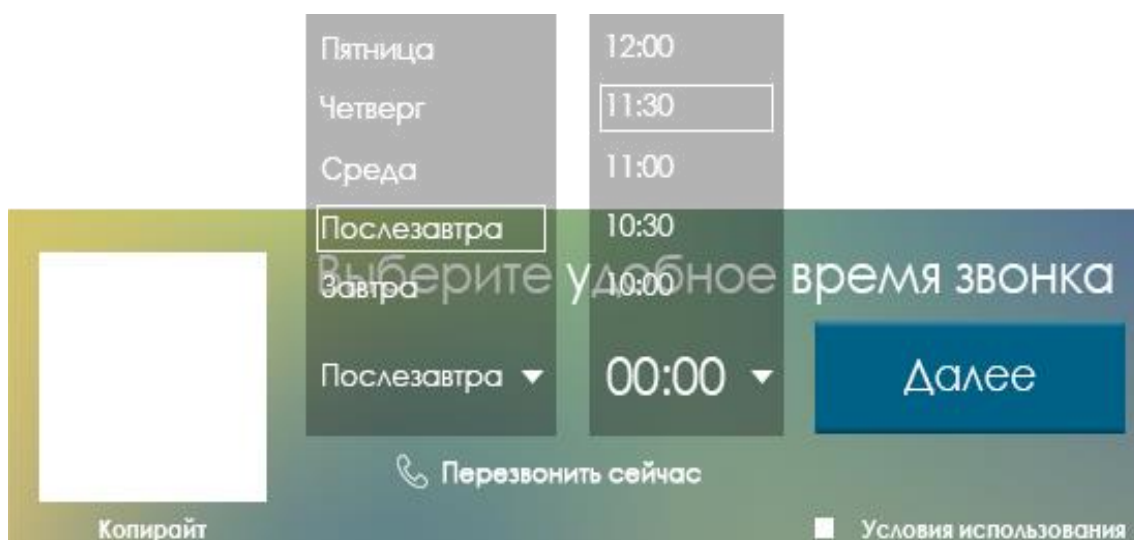 Пятница
Четверг
Среда
Послезавтра
Завтра
Послезавтра
12:00
11:30
11:00
10:30
10:00
00:00
Выберите удобное время звонка
Далее
Перезвонить сейчас
Копирайт
Условия использования